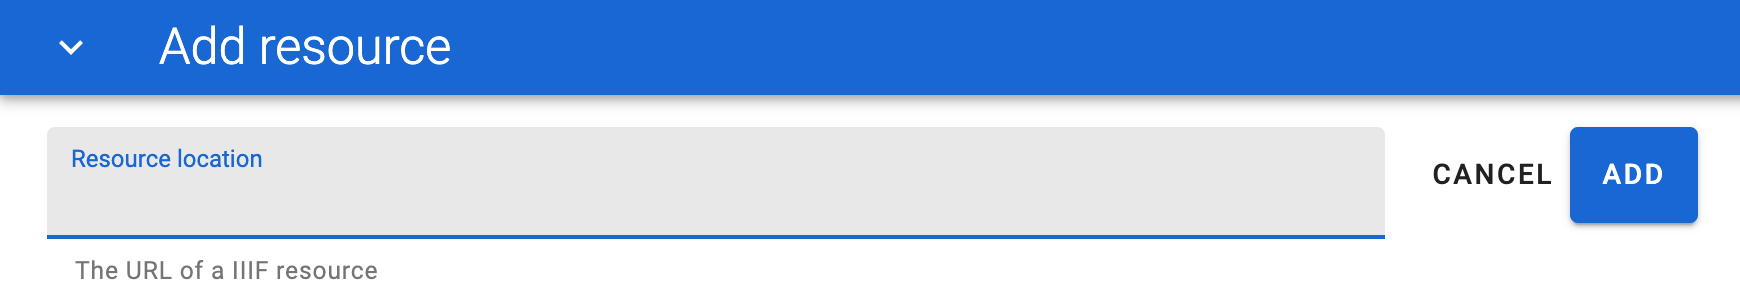 Add resource
Resource location
CANCEL
ADD
The URL of a IIIF resource